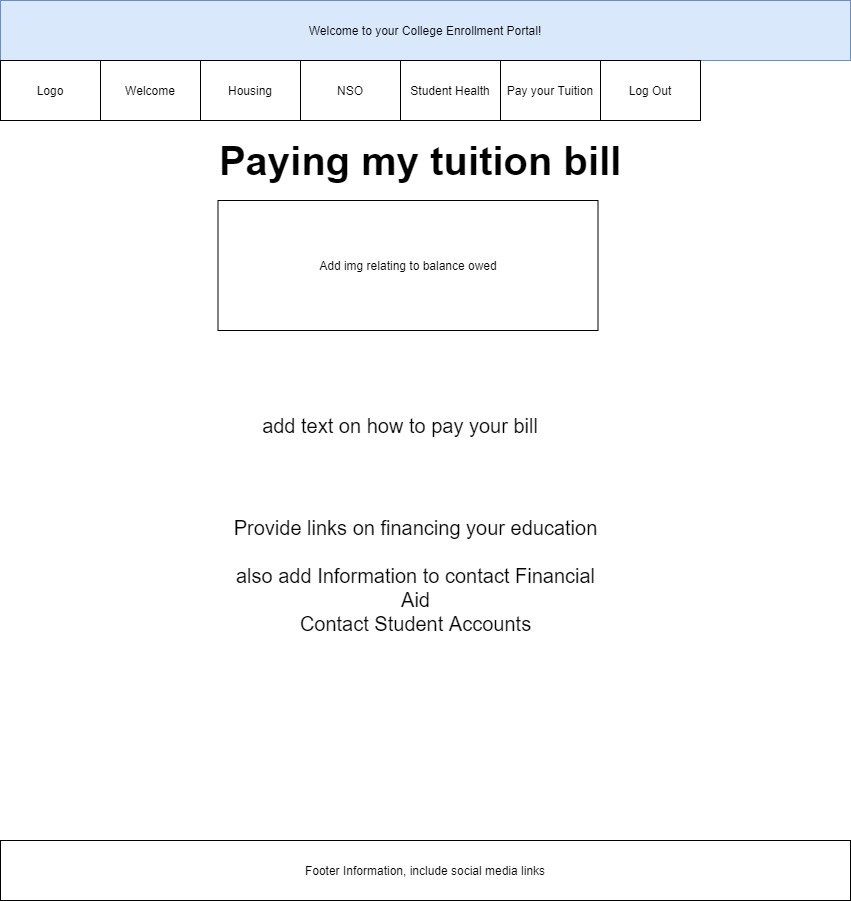 Welcome to your College Enrollment Portal!
Logo
Welcome
Housing
NSO
Student Health
Pay your Tuition
Log Out
Paying my tuition bill
Add img relating to balance owed
add text on how to pay your bill
Provide links on financing your education
also add Information to contact Financial
Aid
Contact Student Accounts
Footer Information, include social media links